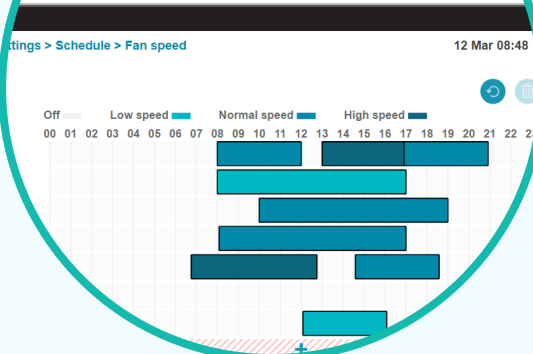 ttings > Schedule > Fan speed
12 Mar 08:48
Off Low speed Normal speed High speed
00 01 02 03 04 05 06 07 08 09 10 11 12 13 14 15 16 17 18 19 20 21 22 23
+